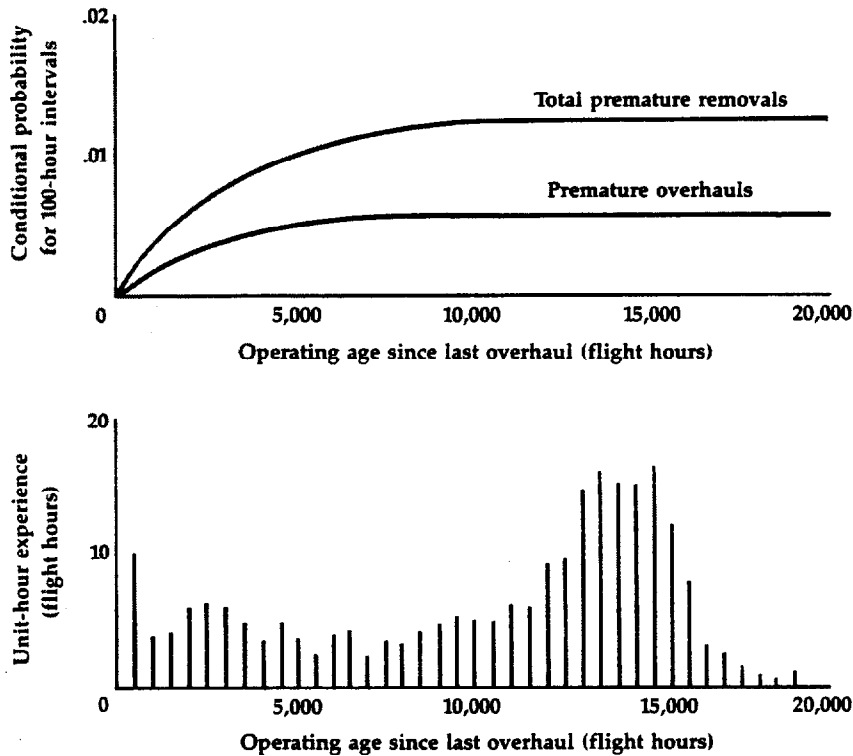 .02
Conditional probability
for 100-hour intervals
Total premature removals
.01
Premature overhauls
0 5,000 10,000 15,000 20,000
Operating age since last overhaul (flight hours)
20
Unit-hour experience
(flight hours)
10
0 5,000 10,000 15,000 20,000
Operating age since last overhaul (flight hours)